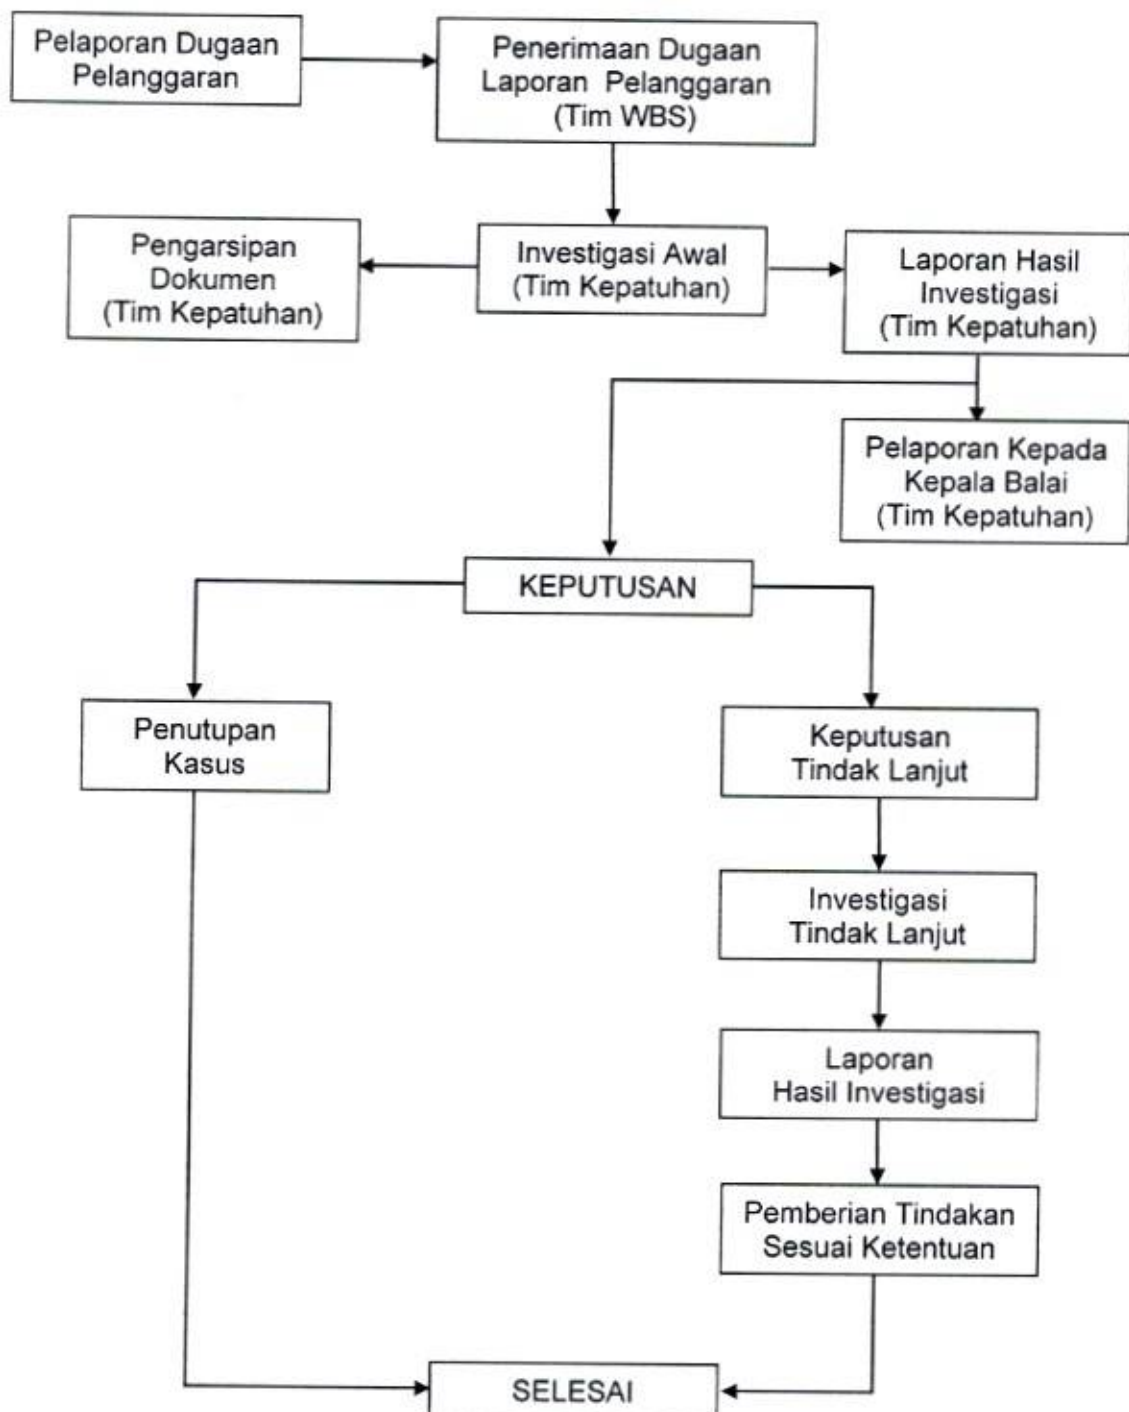 Pelaporan Dugaan
Pelanggaran
Penerimaan Dugaan
Laporan Pelanggaran
(Tim WBS)
Pengarsipan
Dokumen
(Tim Kepatuhan)
Investigasi Awal
(Tim Kepatuhan)
Laporan Hasil
Investigasi
(Tim Kepatuhan)
Pelaporan Kepada
Kepala Balai
(Tim Kepatuhan)
KEPUTUSAN
Penutupan
Kasus
Keputusan
Tindak Lanjut
Investigasi
Tindak Lanjut
Laporan
Hasil Investigasi
Pemberian Tindakan
Sesuai Ketentuan
SELESAI